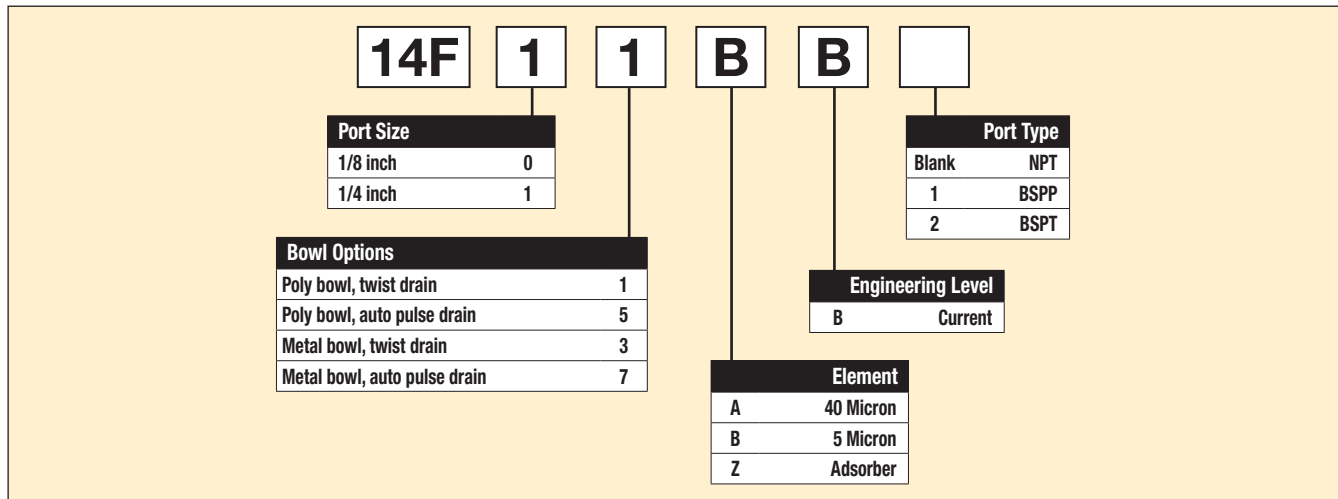 14F 1 1 B B
Port Size
1/8 inch 0
1/4 inch 1
Port Type
Blank NPT
1 BSPP
2 BSPT
Bowl Options
Poly bowl, twist drain 1
Poly bowl, auto pulse drain 5
Metal bowl, twist drain 3
Metal bowl, auto pulse drain 7
Engineering Level
B Current
Element
A 40 Micron
B 5 Micron
Z Adsorber